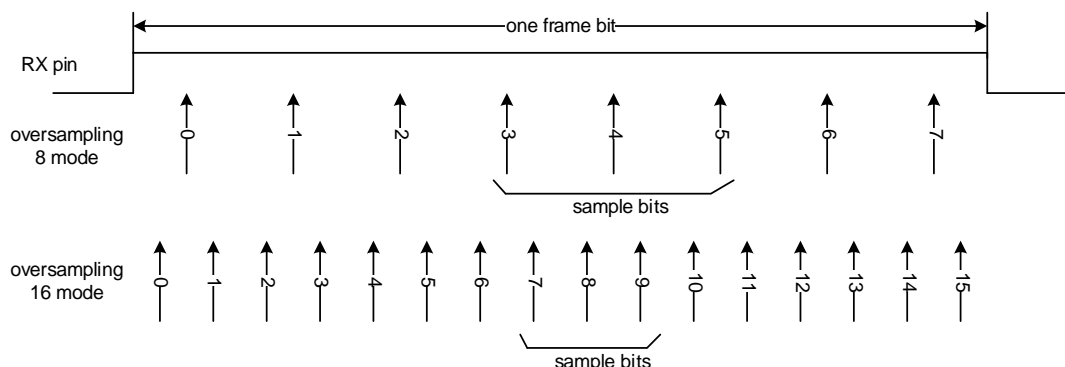 one frame bit
RX pin
oversampling
8 mode
0 1 2 3 4 5 6 7
sample bits
oversampling
16 mode
0 1 2 3 4 5 6 7 8 9 10 11 12 13 14 15
sample bits